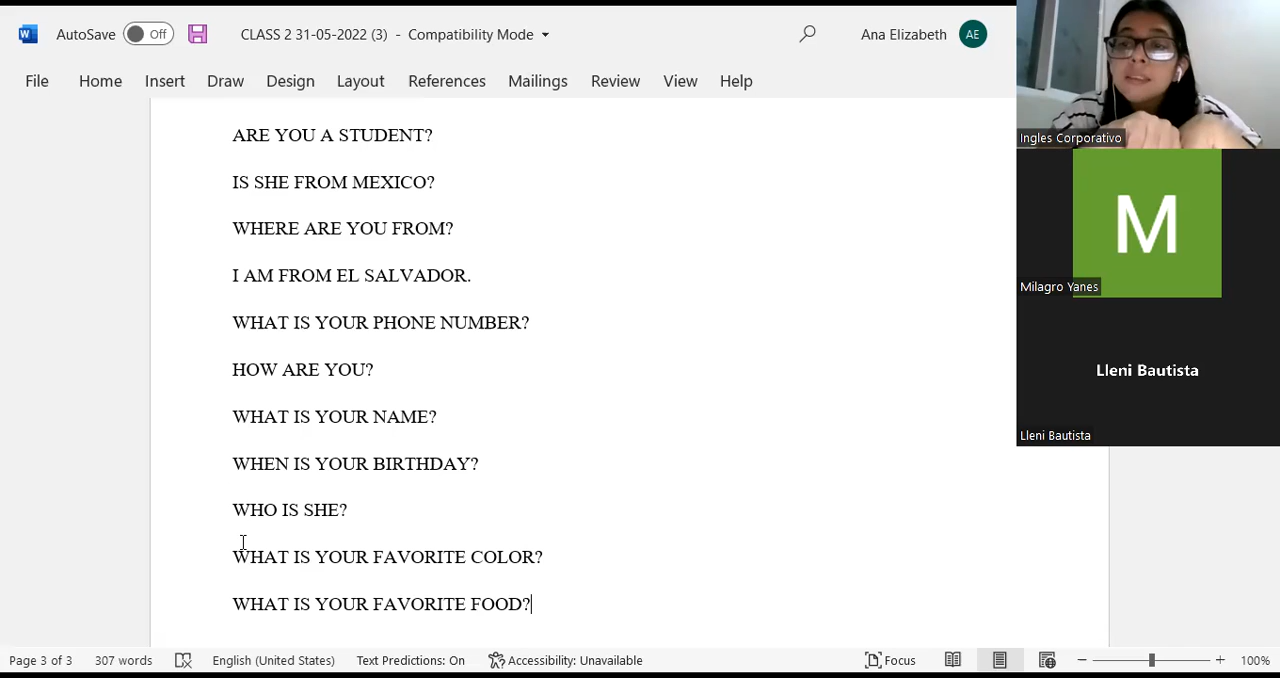 AutoSave Off CLASS 2 31-05-2022 (3) - Compatibility Mode Ana Elizabeth AE
File Home Insert Draw Design Layout References Mailings Review View Help
ARE YOU A STUDENT?
IS SHE FROM MEXICO?
WHERE ARE YOU FROM?
I AM FROM EL SALVADOR.
WHAT IS YOUR PHONE NUMBER?
HOW ARE YOU?
WHAT IS YOUR NAME?
WHEN IS YOUR BIRTHDAY?
WHO IS SHE?
WHAT IS YOUR FAVORITE COLOR?
WHAT IS YOUR FAVORITE FOOD?
Page 3 of 3 307 words English (United States) Text Predictions: On Accessibility: Unavailable Focus 100%
Ingles Corporativo
M
Milagro Yanes
Lleni Bautista
Lleni Bautista